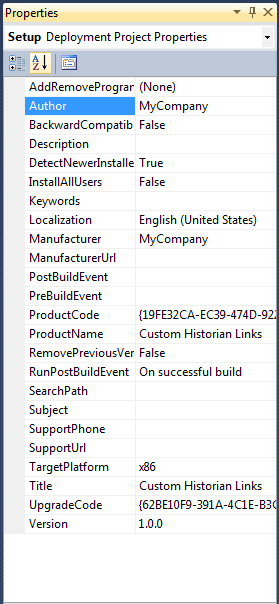 Properties
Setup Deployment Project Properties
AddRemoveProgran (None)
Author MyCompany
BackwardCompatib False
Description
DetectNewerInstalle True
InstallAllUsers False
Keywords
Localization English (United States)
Manufacturer MyCompany
ManufacturerUrl
PostBuildEvent
PreBuildEvent
ProductCode {19FE32CA-EC39-474D-922
ProductName Custom Historian Links
RemovePreviousVer False
RunPostBuildEvent On successful build
SearchPath
Subject
SupportPhone
SupportUrl
TargetPlatform x86
Title Custom Historian Links
UpgradeCode {62BE10F9-391A-4C1E-B3C
Version 1.0.0